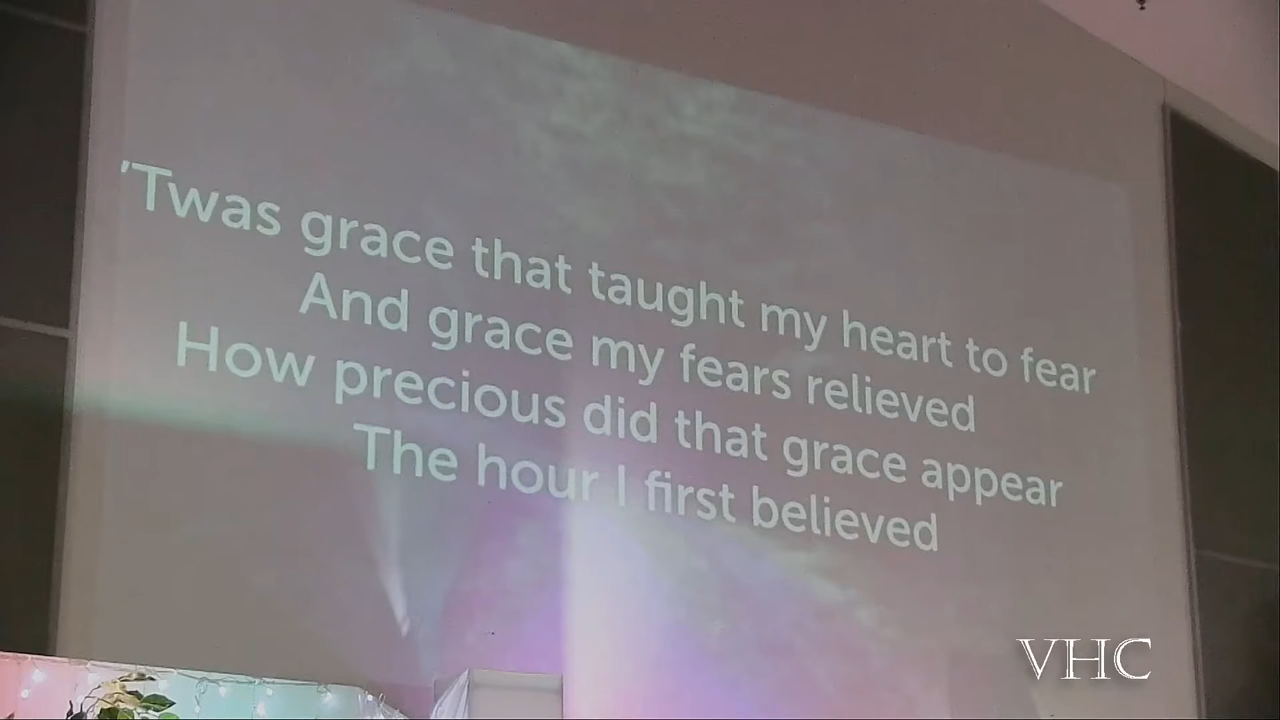 'Twas grace that taught my heart to fear
And grace my fears relieved
How precious did that grace appear
The hour I first believed
VHC